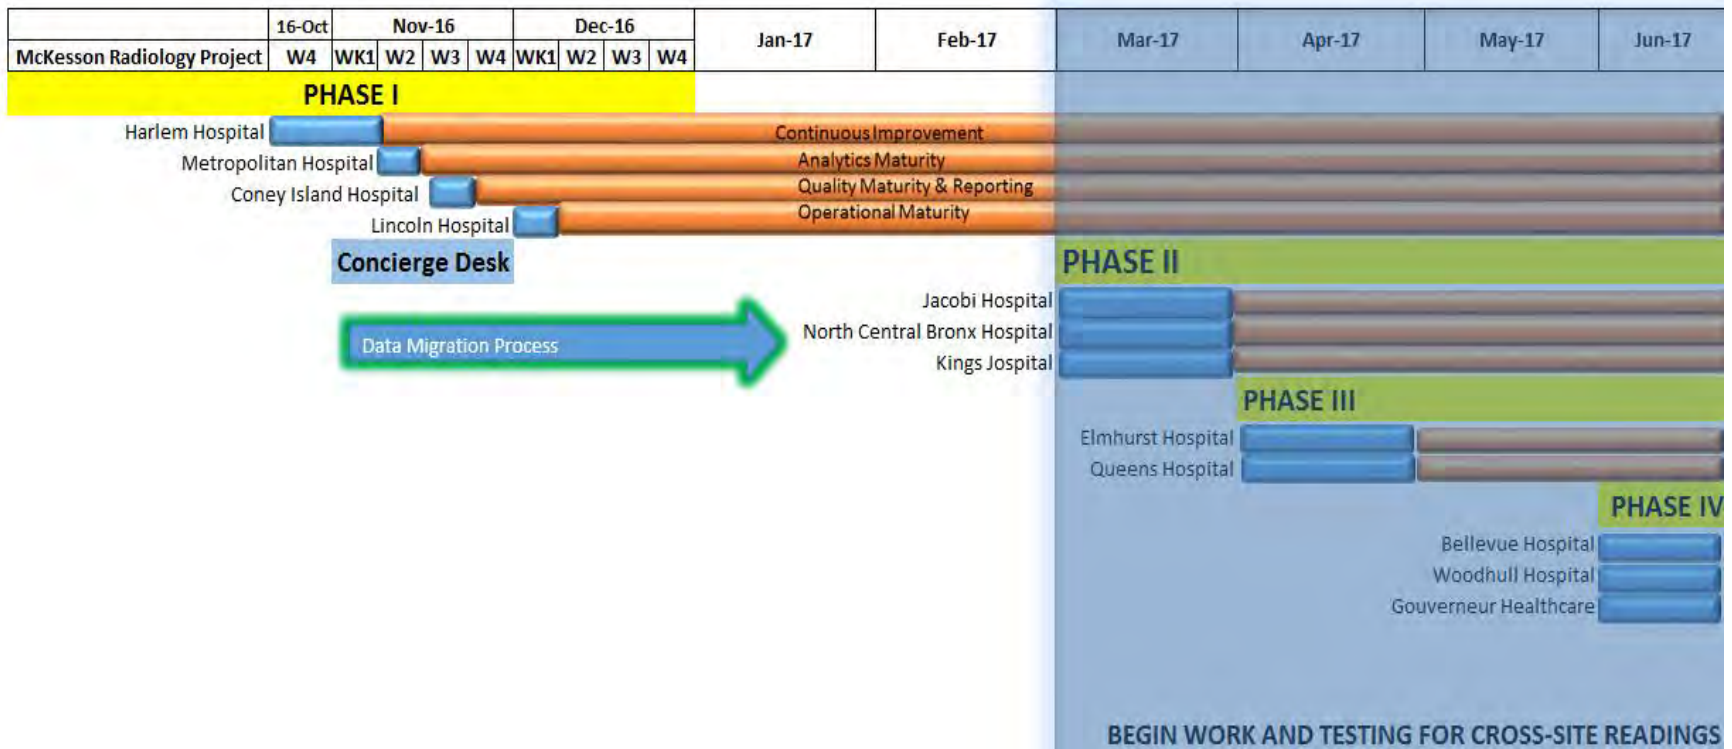 16-Oct Nov-16 Dec-16 Jan-17 Feb-17 Mar-17 Apr-17 May-17 Jun-17
McKesson Radiology Project W4 WK1 W2 W3 W4 WK1 W2 W3 W4
PHASE I
Harlem Hospital Continuous Improvement
Metropolitan Hospital Analytics Maturity
Coney Island Hospital Quality Maturity & Reporting
Lincoln Hospital Operational Maturity
Concierge Desk PHASE II
Jacobi Hospital
North Central Bronx Hospital
Data Migration Process
Kings Jospital
PHASE III
Elmhurst Hospital
Queens Hospital
PHASE IV
Bellevue Hospital
Woodhull Hospital
Gouverneur Healthcare
BEGIN WORK AND TESTING FOR CROSS-SITE READINGS